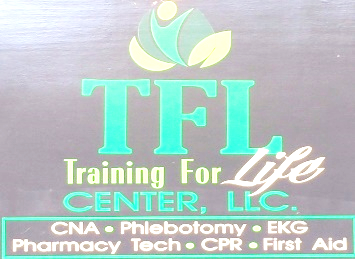 TFL
Training For Life
CENTER, LLC.
CNA • Phlebotomy • EKG
Pharmacy Tech • CPR • First Aid